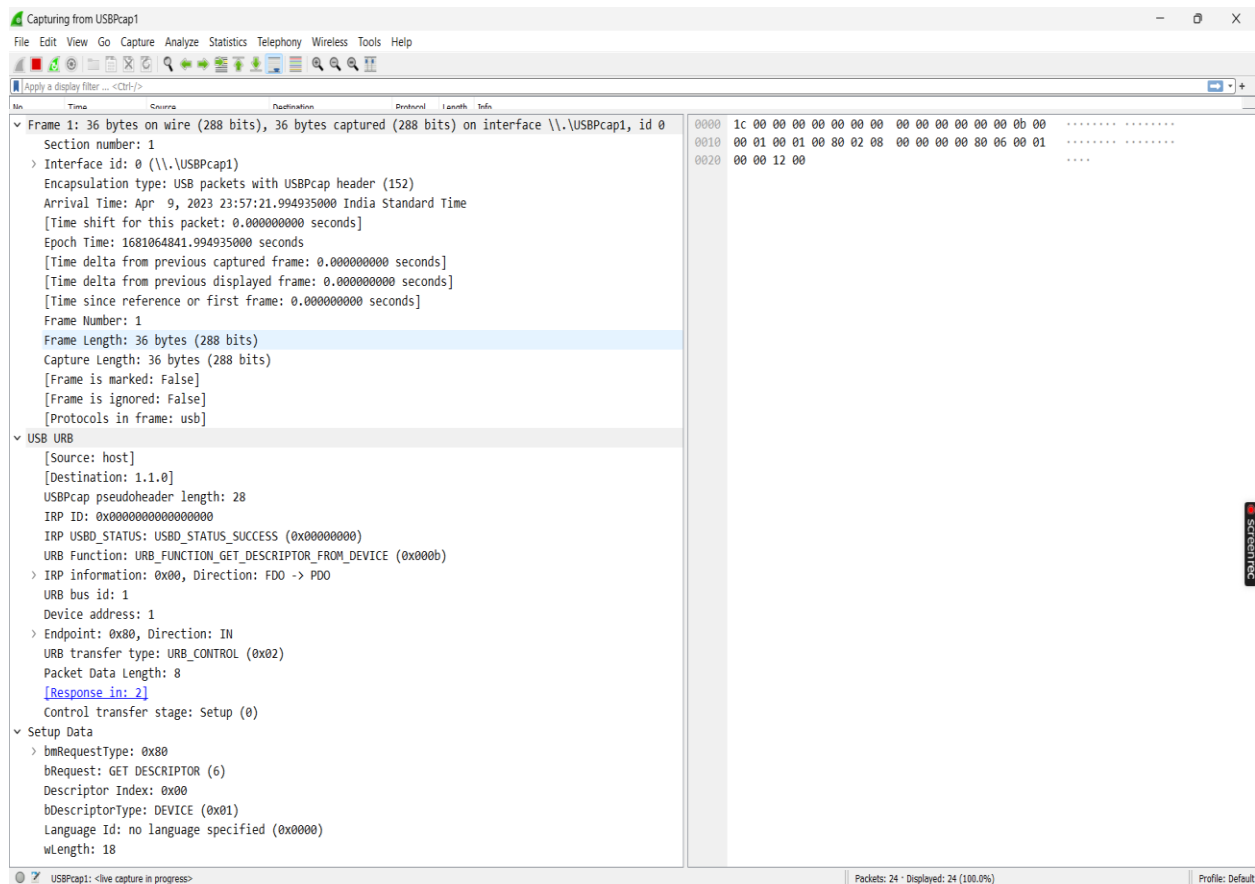 Capturing from USBPcap1
File Edit View Go Capture Analyze Statistics Telephony Wireless Tools Help
Apply a display filter ... <Ctrl-/>
No. Time Source Destination Protocol Length Info
Frame 1: 36 bytes on wire (288 bits), 36 bytes captured (288 bits) on interface \\.\USBPcap1, id 0
Section number: 1
Interface id: 0 (\\.\USBPcap1)
Encapsulation type: USB packets with USBPcap header (152)
Arrival Time: Apr  9, 2023 23:57:21.994935000 India Standard Time
[Time shift for this packet: 0.000000000 seconds]
Epoch Time: 1681064841.994935000 seconds
[Time delta from previous captured frame: 0.000000000 seconds]
[Time delta from previous displayed frame: 0.000000000 seconds]
[Time since reference or first frame: 0.000000000 seconds]
Frame Number: 1
Frame Length: 36 bytes (288 bits)
Capture Length: 36 bytes (288 bits)
[Frame is marked: False]
[Frame is ignored: False]
[Protocols in frame: usb]
USB URB
[Source: host]
[Destination: 1.1.0]
USBPcap pseudoheader length: 28
IRP ID: 0x0000000000000000
IRP USBD_STATUS: USBD_STATUS_SUCCESS (0x00000000)
URB Function: URB_FUNCTION_GET_DESCRIPTOR_FROM_DEVICE (0x000b)
IRP information: 0x00, Direction: FDO -> PDO
URB bus id: 1
Device address: 1
Endpoint: 0x80, Direction: IN
URB transfer type: URB_CONTROL (0x02)
Packet Data Length: 8
[Response in: 2]
Control transfer stage: Setup (0)
Setup Data
bmRequestType: 0x80
bRequest: GET DESCRIPTOR (6)
Descriptor Index: 0x00
bDescriptorType: DEVICE (0x01)
Language Id: no language specified (0x0000)
wLength: 18
0000 1c 00 00 00 00 00 00 00 00 00 00 00 00 00 0b 00 ········ ········
0010 00 01 00 01 00 80 02 08 00 00 00 00 80 06 00 01 ········ ········
0020 00 00 12 00 ····
screenrec
USBPcap1: <live capture in progress>
Packets: 24 · Displayed: 24 (100.0%)
Profile: Default